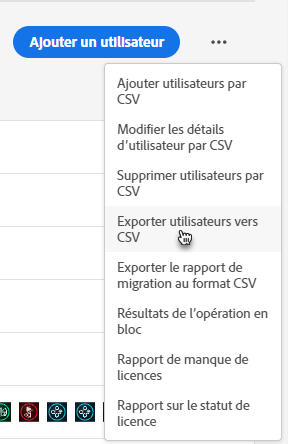 Ajouter un utilisateur
Ajouter utilisateurs par
CSV
Modifier les détails
d’utilisateur par CSV
Supprimer utilisateurs par
CSV
Exporter utilisateurs vers
CSV
Exporter le rapport de
migration au format CSV
Résultats de l’opération en
bloc
Rapport de manque de
licences
Rapport sur le statut de
licence